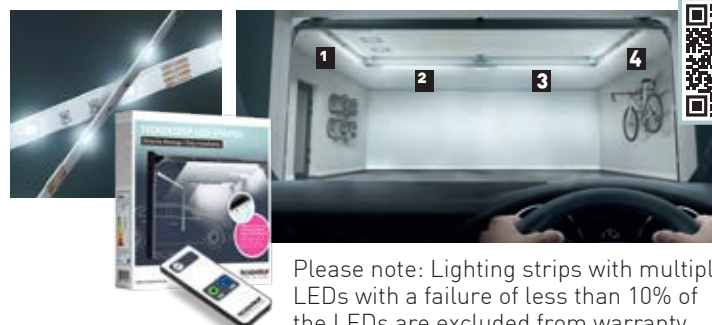 1
2
3
4
Please note: Lighting strips with multipl
LEDs with a failure of less than 10% of
the LEDs are excluded from warranty